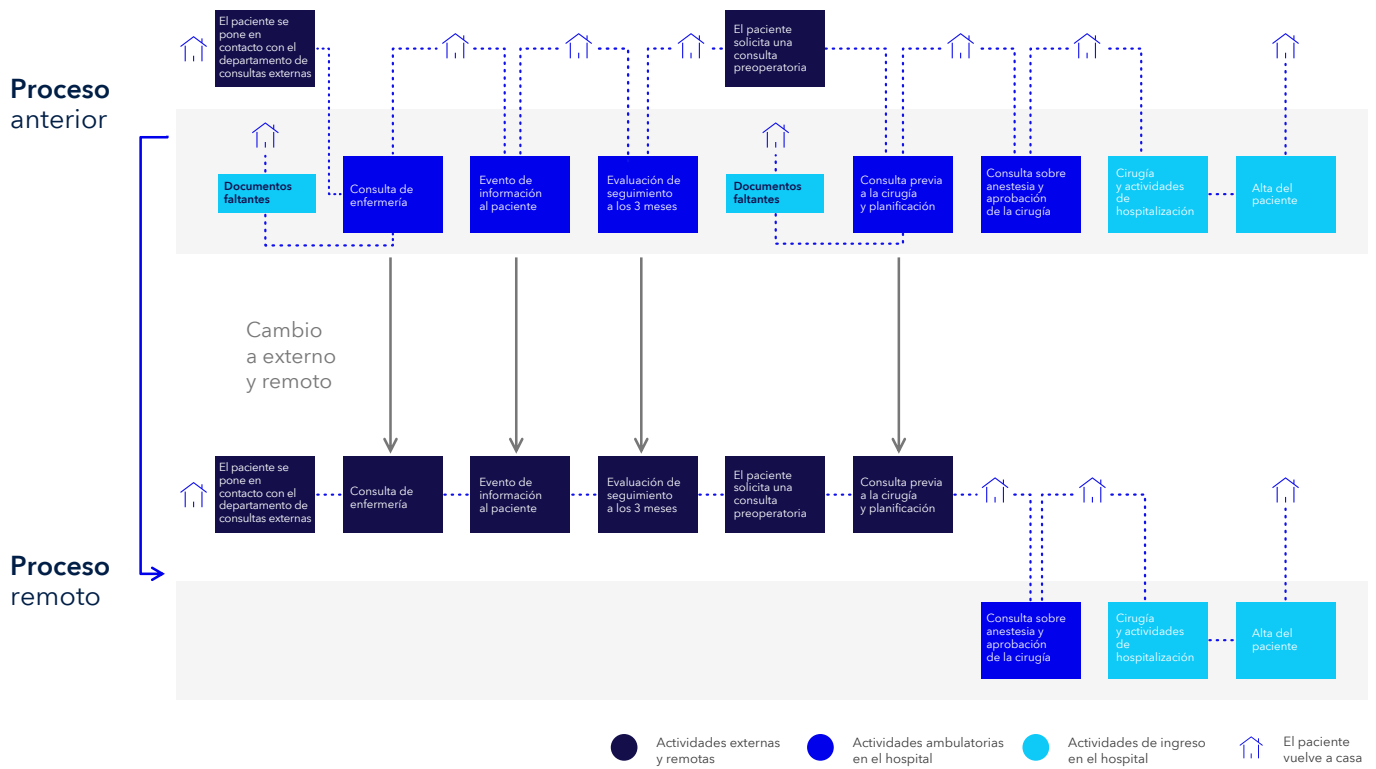 El paciente se
pone en
contacto con el
departamento de
consultas externas
El paciente
solicita una
consulta
preoperatoria
Proceso
anterior
Documentos
faltantes
Consulta de
enfermería
Evento de
información
al paciente
Evaluación de
seguimiento
a los 3 meses
Documentos
faltantes
Consulta previa
a la cirugía
y planificación
Consulta sobre
anestesia y
aprobación
de la cirugía
Cirugía
y actividades
de
hospitalización
Alta del
paciente
Cambio
a externo
y remoto
El paciente se
pone en
contacto con el
departamento de
consultas externas
Consulta de
enfermería
Evento de
información
al paciente
Evaluación de
seguimiento
a los 3 meses
El paciente
solicita una
consulta
preoperatoria
Consulta previa
a la cirugía
y planificación
Proceso
remoto
Consulta sobre
anestesia y
aprobación
de la cirugía
Cirugía
y actividades
de
hospitalización
Alta del
paciente
Actividades externas
y remotas
Actividades ambulatorias
en el hospital
Actividades de ingreso
en el hospital
El paciente
vuelve a casa